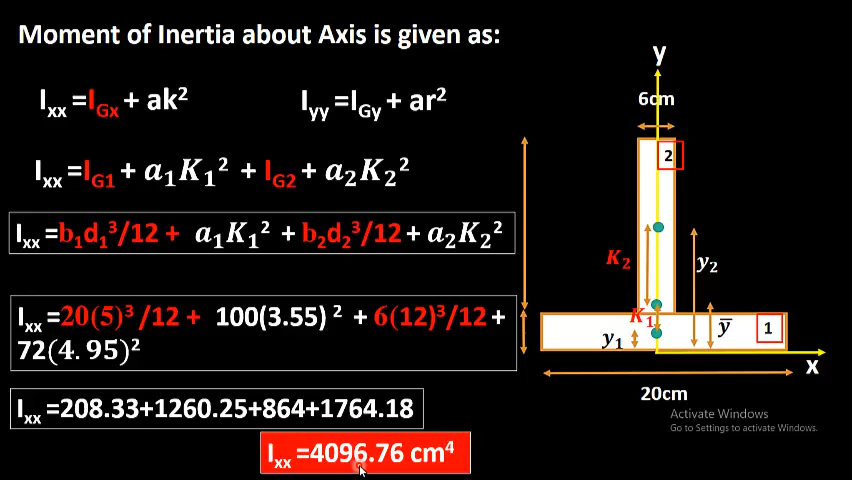 Moment of Inertia about Axis is given as:
Ixx =IGx + ak²
Iyy =IGy + ar²
Ixx =IG1 + a₁K₁² + IG2 + a₂K₂²
Ixx =b₁d₁³/12 + a₁K₁² + b₂d₂³/12 + a₂K₂²
Ixx =20(5)³/12 + 100(3.55)² + 6(12)³/12 +
72(4.95)²
Ixx =208.33+1260.25+864+1764.18
Ixx =4096.76 cm⁴
y
6cm
2
K₂
y₂
K₁
y̅
1
y₁
x
20cm
Activate Windows
Go to Settings to activate Windows.